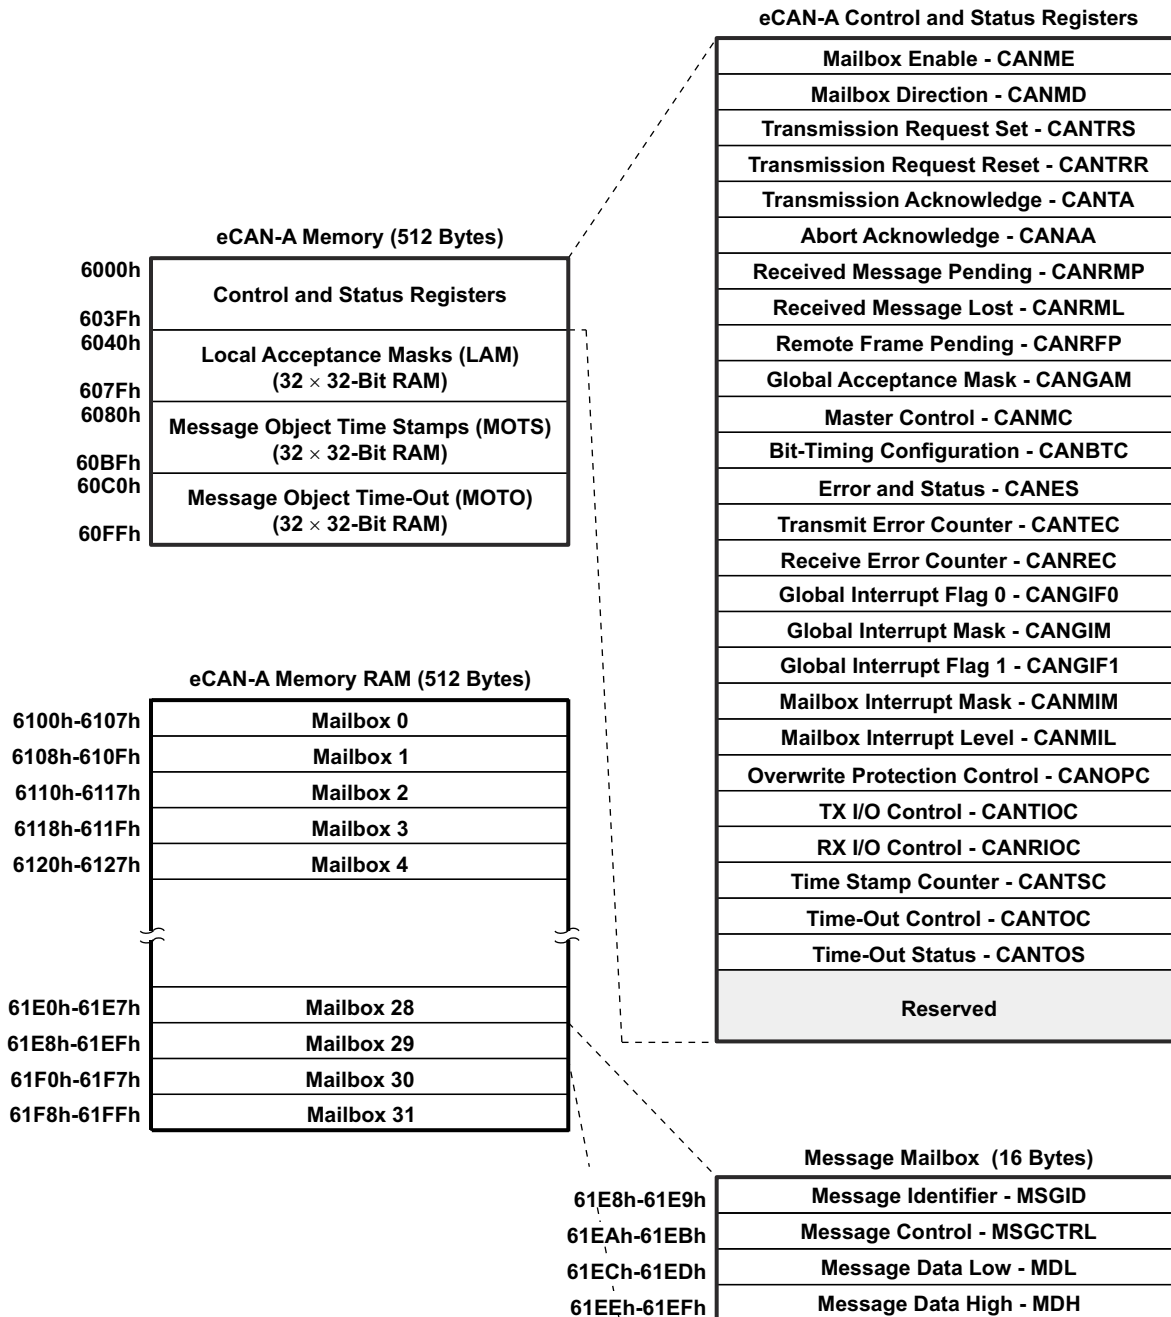 eCAN-A Control and Status Registers
Mailbox Enable - CANME
Mailbox Direction - CANMD
Transmission Request Set - CANTRS
Transmission Request Reset - CANTRR
Transmission Acknowledge - CANTA
Abort Acknowledge - CANAA
Received Message Pending - CANRMP
Received Message Lost - CANRML
Remote Frame Pending - CANRFP
Global Acceptance Mask - CANGAM
Master Control - CANMC
Bit-Timing Configuration - CANBTC
Error and Status - CANES
Transmit Error Counter - CANTEC
Receive Error Counter - CANREC
Global Interrupt Flag 0 - CANGIF0
Global Interrupt Mask - CANGIM
Global Interrupt Flag 1 - CANGIF1
Mailbox Interrupt Mask - CANMIM
Mailbox Interrupt Level - CANMIL
Overwrite Protection Control - CANOPC
TX I/O Control - CANTIOC
RX I/O Control - CANRIOC
Time Stamp Counter - CANTSC
Time-Out Control - CANTOC
Time-Out Status - CANTOS
Reserved
eCAN-A Memory (512 Bytes)
6000h
Control and Status Registers
603Fh
6040h
Local Acceptance Masks (LAM)
(32 × 32-Bit RAM)
607Fh
6080h
Message Object Time Stamps (MOTS)
(32 × 32-Bit RAM)
60BFh
60C0h
Message Object Time-Out (MOTO)
(32 × 32-Bit RAM)
60FFh
eCAN-A Memory RAM (512 Bytes)
6100h-6107h Mailbox 0
6108h-610Fh Mailbox 1
6110h-6117h Mailbox 2
6118h-611Fh Mailbox 3
6120h-6127h Mailbox 4
61E0h-61E7h Mailbox 28
61E8h-61EFh Mailbox 29
61F0h-61F7h Mailbox 30
61F8h-61FFh Mailbox 31
Message Mailbox (16 Bytes)
61E8h-61E9h Message Identifier - MSGID
61EAh-61EBh Message Control - MSGCTRL
61ECh-61EDh Message Data Low - MDL
61EEh-61EFh Message Data High - MDH